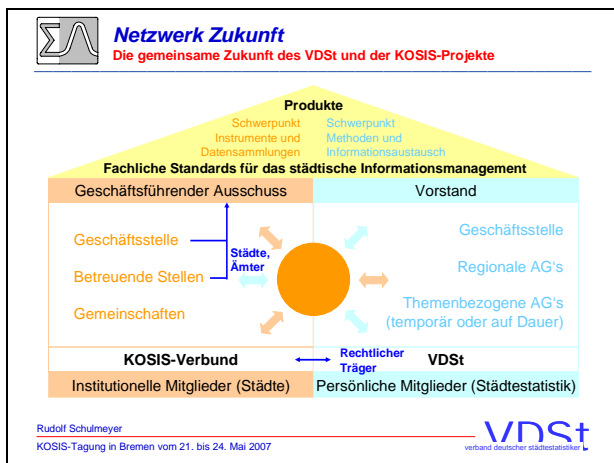 Netzwerk Zukunft
Die gemeinsame Zukunft des VDSt und der KOSIS-Projekte
Produkte
Schwerpunkt
Instrumente und
Datensammlungen
Schwerpunkt
Methoden und
Informationsaustausch
Fachliche Standards für das städtische Informationsmanagement
Geschäftsführender Ausschuss
Vorstand
Geschäftsstelle
Betreuende Stellen
Gemeinschaften
Städte,
Ämter
Geschäftsstelle
Regionale AG's
Themenbezogene AG's
(temporär oder auf Dauer)
KOSIS-Verbund
Rechtlicher
Träger
VDSt
Institutionelle Mitglieder (Städte)
Persönliche Mitglieder (Städtestatistik)
Rudolf Schulmeyer
KOSIS-Tagung in Bremen vom 21. bis 24. Mai 2007
VDSt
verband deutscher städtestatistiker